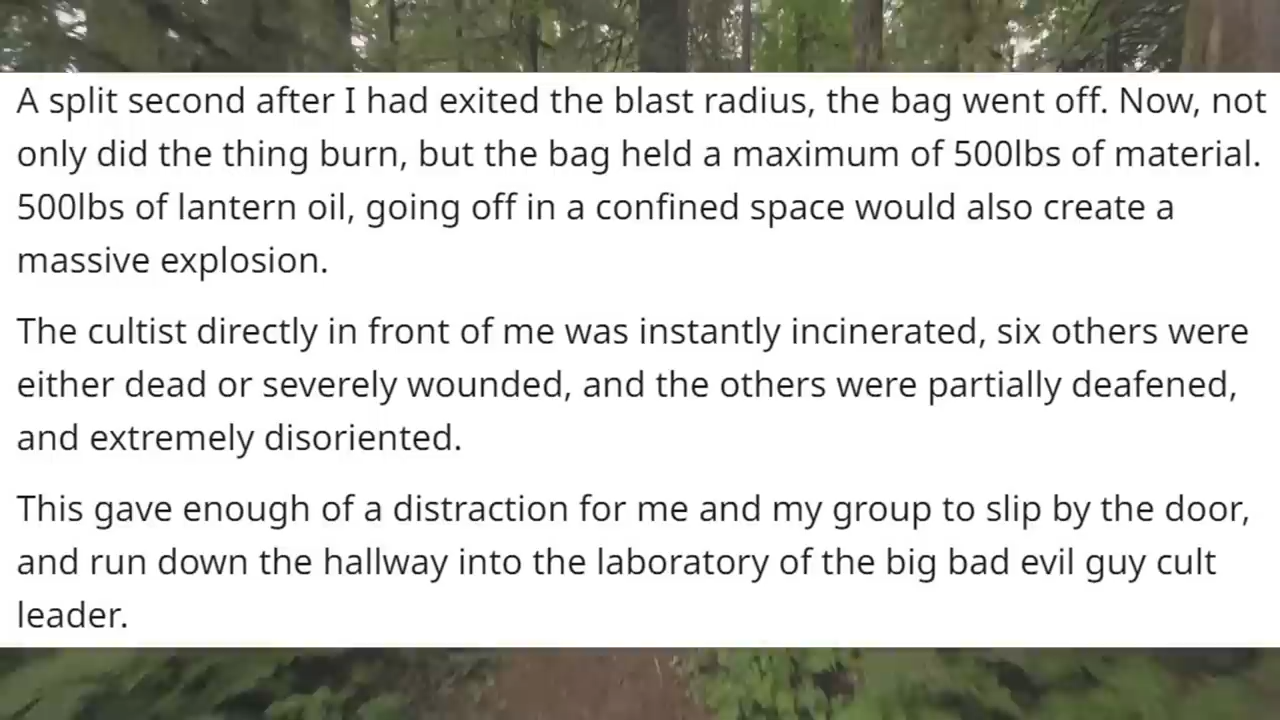 A split second after I had exited the blast radius, the bag went off. Now, not
only did the thing burn, but the bag held a maximum of 500lbs of material.
500lbs of lantern oil, going off in a confined space would also create a
massive explosion.
The cultist directly in front of me was instantly incinerated, six others were
either dead or severely wounded, and the others were partially deafened,
and extremely disoriented.
This gave enough of a distraction for me and my group to slip by the door,
and run down the hallway into the laboratory of the big bad evil guy cult
leader.